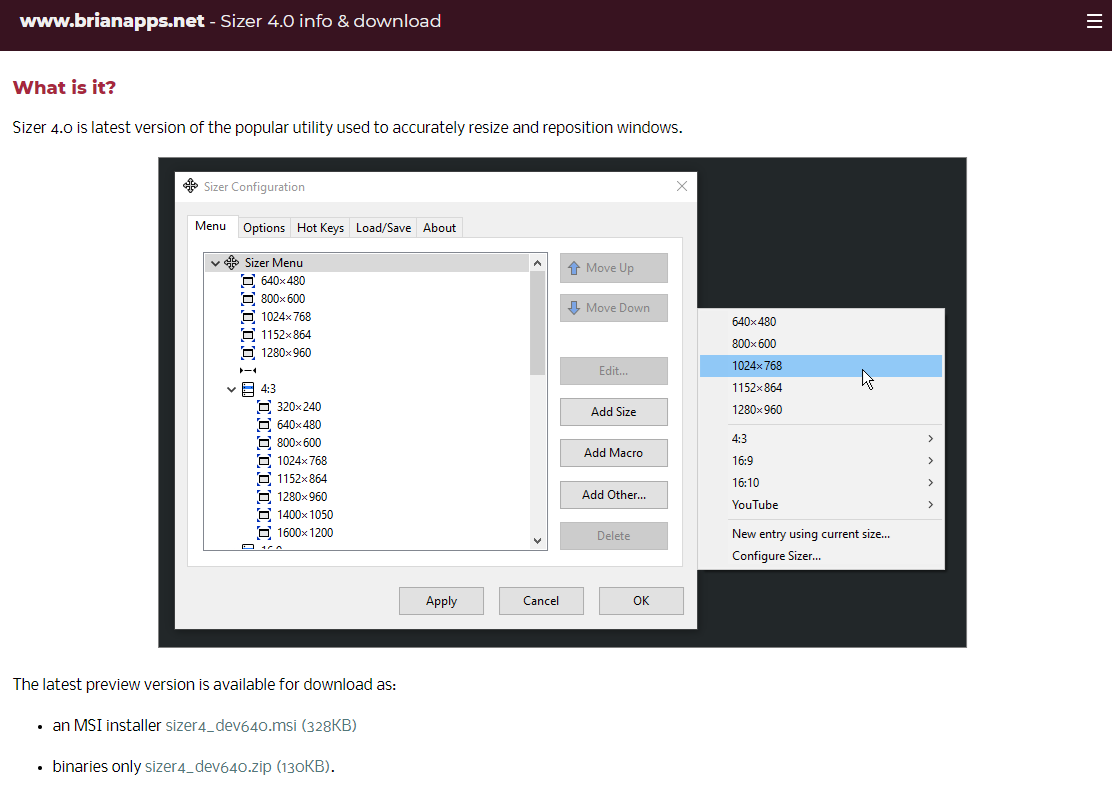 www.brianapps.net - Sizer 4.0 info & download
What is it?
Sizer 4.0 is latest version of the popular utility used to accurately resize and reposition windows.
Sizer Configuration
Menu Options Hot Keys Load/Save About
Sizer Menu
640×480
800×600
1024×768
1152×864
1280×960
4:3
320×240
640×480
800×600
1024×768
1152×864
1280×960
1400×1050
1600×1200
Move Up
Move Down
Edit...
Add Size
Add Macro
Add Other...
Delete
Apply Cancel OK
640×480
800×600
1024×768
1152×864
1280×960
4:3
16:9
16:10
YouTube
New entry using current size...
Configure Sizer...
The latest preview version is available for download as:
• an MSI installer sizer4_dev640.msi (328KB)
• binaries only sizer4_dev640.zip (130KB).